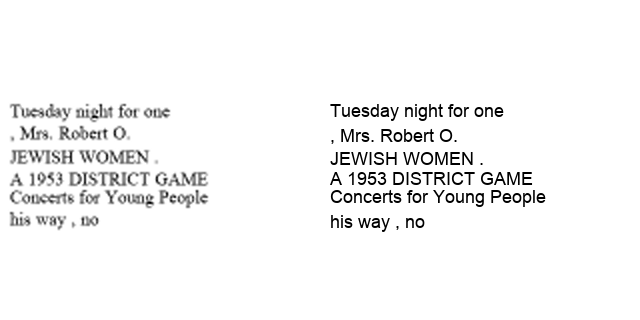 Tuesday night for one
, Mrs. Robert O.
JEWISH WOMEN .
A 1953 DISTRICT GAME
Concerts for Young People
his way , no
Tuesday night for one
, Mrs. Robert O.
JEWISH WOMEN .
A 1953 DISTRICT GAME
Concerts for Young People
his way , no